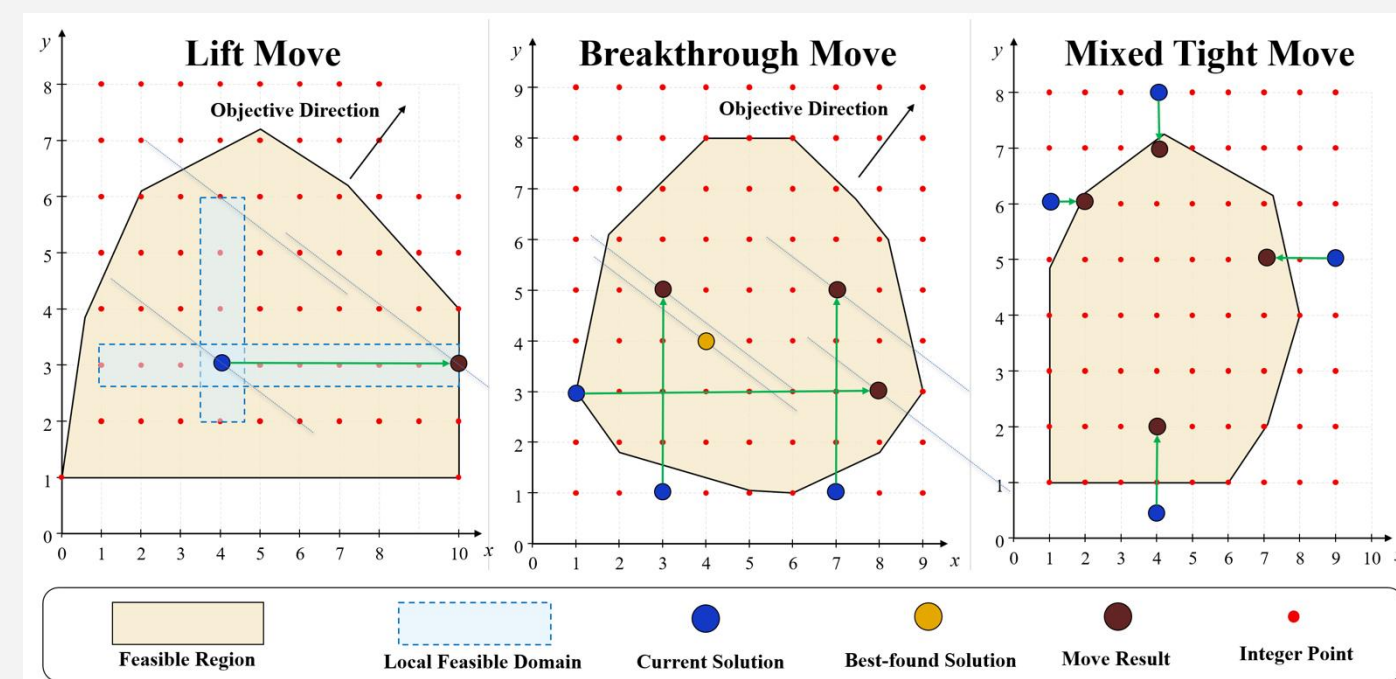 Lift Move
y
Objective Direction
8
7
6
5
4
3
2
1
0
0 1 2 3 4 5 6 7 8 10 x
Breakthrough Move
y
Objective Direction
9
8
7
6
5
4
3
2
1
0
0 1 2 3 4 5 6 7 8 9 x
Mixed Tight Move
y
8
7
6
5
4
3
2
1
0
0 1 2 3 4 5 6 7 8 9 10
Feasible Region
Local Feasible Domain
Current Solution
Best-found Solution
Move Result
Integer Point